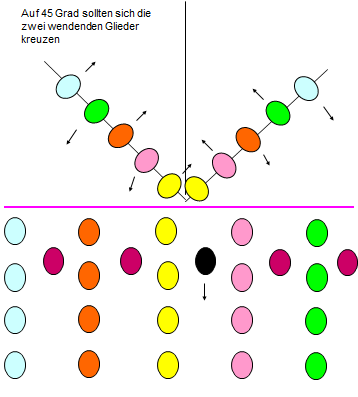 Auf 45 Grad sollten sich die
zwei wendenden Glieder
kreuzen